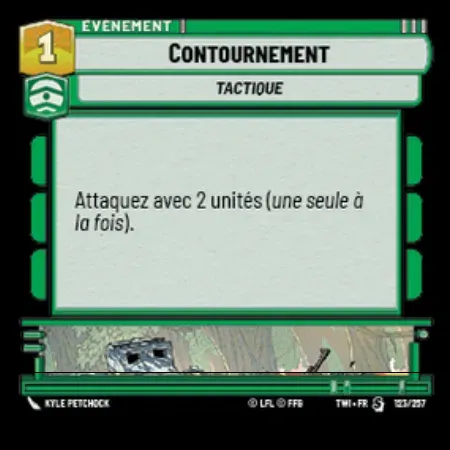 ÉVÉNEMENT
1
CONTOURNEMENT
TACTIQUE
Attaquez avec 2 unités (une seule à
la fois).
KYLE PETCHOCK © LFL © FFG TWI • FR 123/257